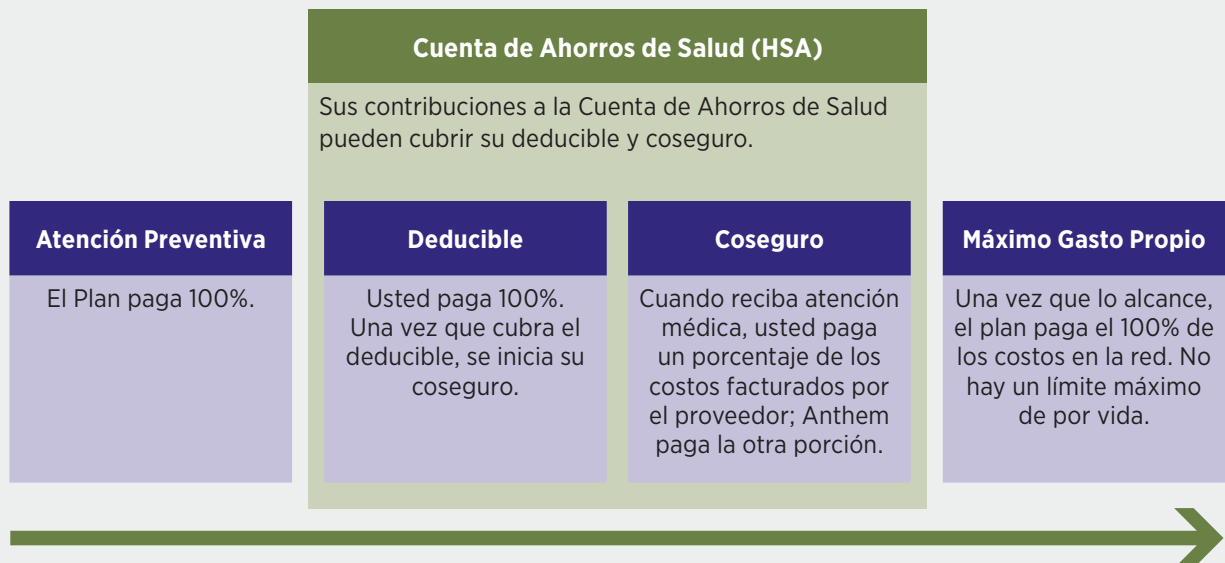 Cuenta de Ahorros de Salud (HSA)
Sus contribuciones a la Cuenta de Ahorros de Salud
pueden cubrir su deducible y coseguro.
Atención Preventiva
El Plan paga 100%.
Deducible
Usted paga 100%.
Una vez que cubra el
deducible, se inicia su
coseguro.
Coseguro
Cuando reciba atención
médica, usted paga
un porcentaje de los
costos facturados por
el proveedor; Anthem
paga la otra porción.
Máximo Gasto Propio
Una vez que lo alcance,
el plan paga el 100% de
los costos en la red. No
hay un límite máximo
de por vida.